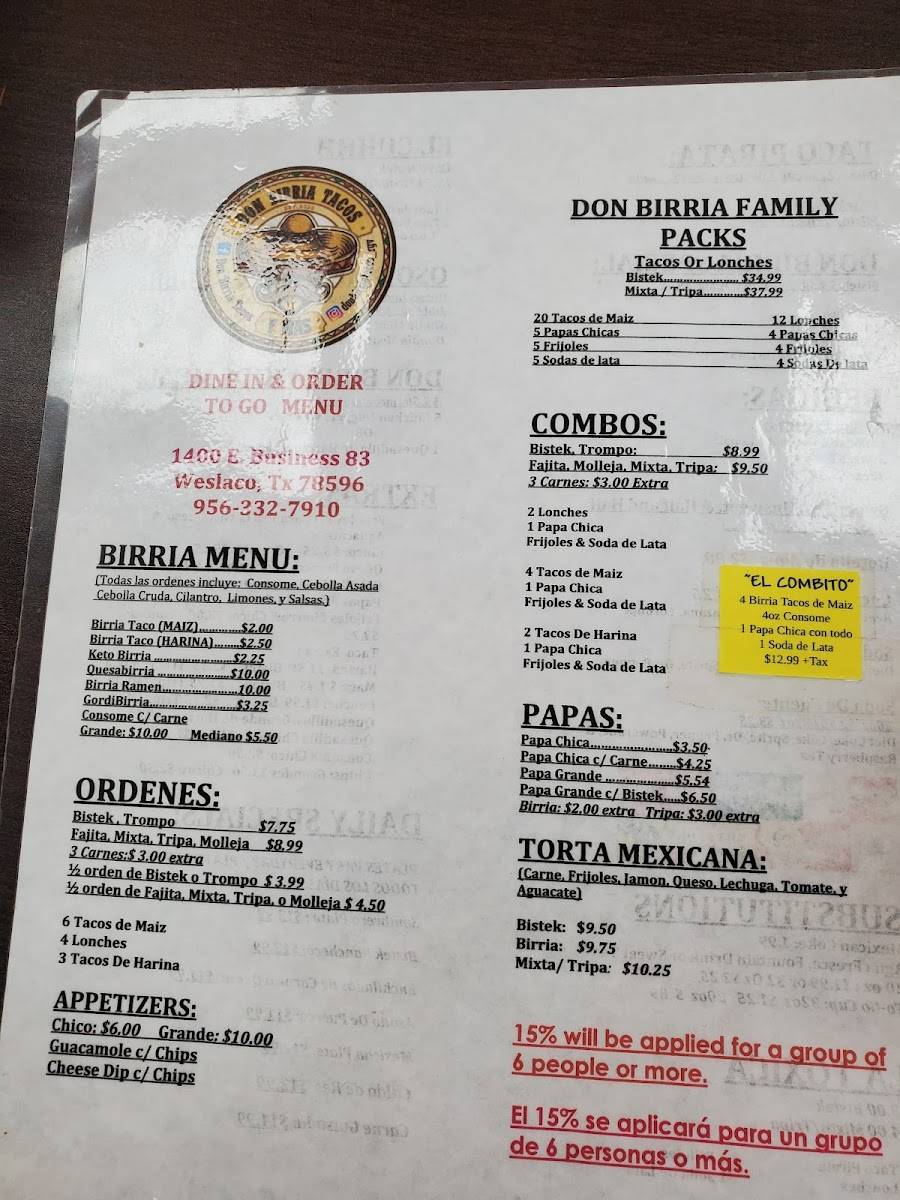 DON BIRRIA TACOS
Y MAS
DINE IN & ORDER
TO GO MENU
1400 E. Business 83
Weslaco, Tx 78596
956-332-7910
BIRRIA MENU:
(Todas las ordenes incluye: Consome, Cebolla Asada
Cebolla Cruda, Cilantro, Limones, y Salsas.)
Birria Taco (MAIZ).............$2.00
Birria Taco (HARINA)........$2.50
Keto Birria ........................$2.25
Quesabirria ......................$10.00
Birria Ramen.......................10.00
GordiBirria..........................$3.25
Consome C/ Carne
Grande: $10.00 Mediano $5.50
ORDENES:
Bistek , Trompo $7.75
Fajita, Mixta, Tripa, Molleja $8.99
3 Carnes:$ 3.00 extra
½ orden de Bistek o Trompo $ 3.99
½ orden de Fajita, Mixta, Tripa, o Molleja $ 4.50
6 Tacos de Maiz
4 Lonches
3 Tacos De Harina
APPETIZERS:
Chico: $6.00 Grande: $10.00
Guacamole c/ Chips
Cheese Dip c/ Chips
DON BIRRIA FAMILY
PACKS
Tacos Or Lonches
Bistek........................ $34.99
Mixta / Tripa............$37.99
20 Tacos de Maiz 12 Lonches
5 Papas Chicas 4 Papas Chicas
5 Frijoles 4 Frijoles
5 Sodas de lata 4 Sodas De lata
COMBOS:
Bistek, Trompo: $8.99
Fajita, Molleja, Mixta, Tripa: $9.50
3 Carnes: $3.00 Extra
2 Lonches
1 Papa Chica
Frijoles & Soda de Lata
4 Tacos de Maiz
1 Papa Chica
Frijoles & Soda de Lata
2 Tacos De Harina
1 Papa Chica
Frijoles & Soda de Lata
"EL COMBITO"
4 Birria Tacos de Maiz
4oz Consome
1 Papa Chica con todo
1 Soda de Lata
$12.99 +Tax
PAPAS:
Papa Chica........................$3.50
Papa Chica c/ Carne........$4.25
Papa Grande .....................$5.54
Papa Grande c/ Bistek.....$6.50
Birria: $2.00 extra Tripa: $3.00 extra
TORTA MEXICANA:
(Carne, Frijoles, Jamon, Queso, Lechuga, Tomate, y
Aguacate)
Bistek: $9.50
Birria: $9.75
Mixta/ Tripa: $10.25
15% will be applied for a group of
6 people or more.
El 15% se aplicará para un grupo
de 6 personas o más.